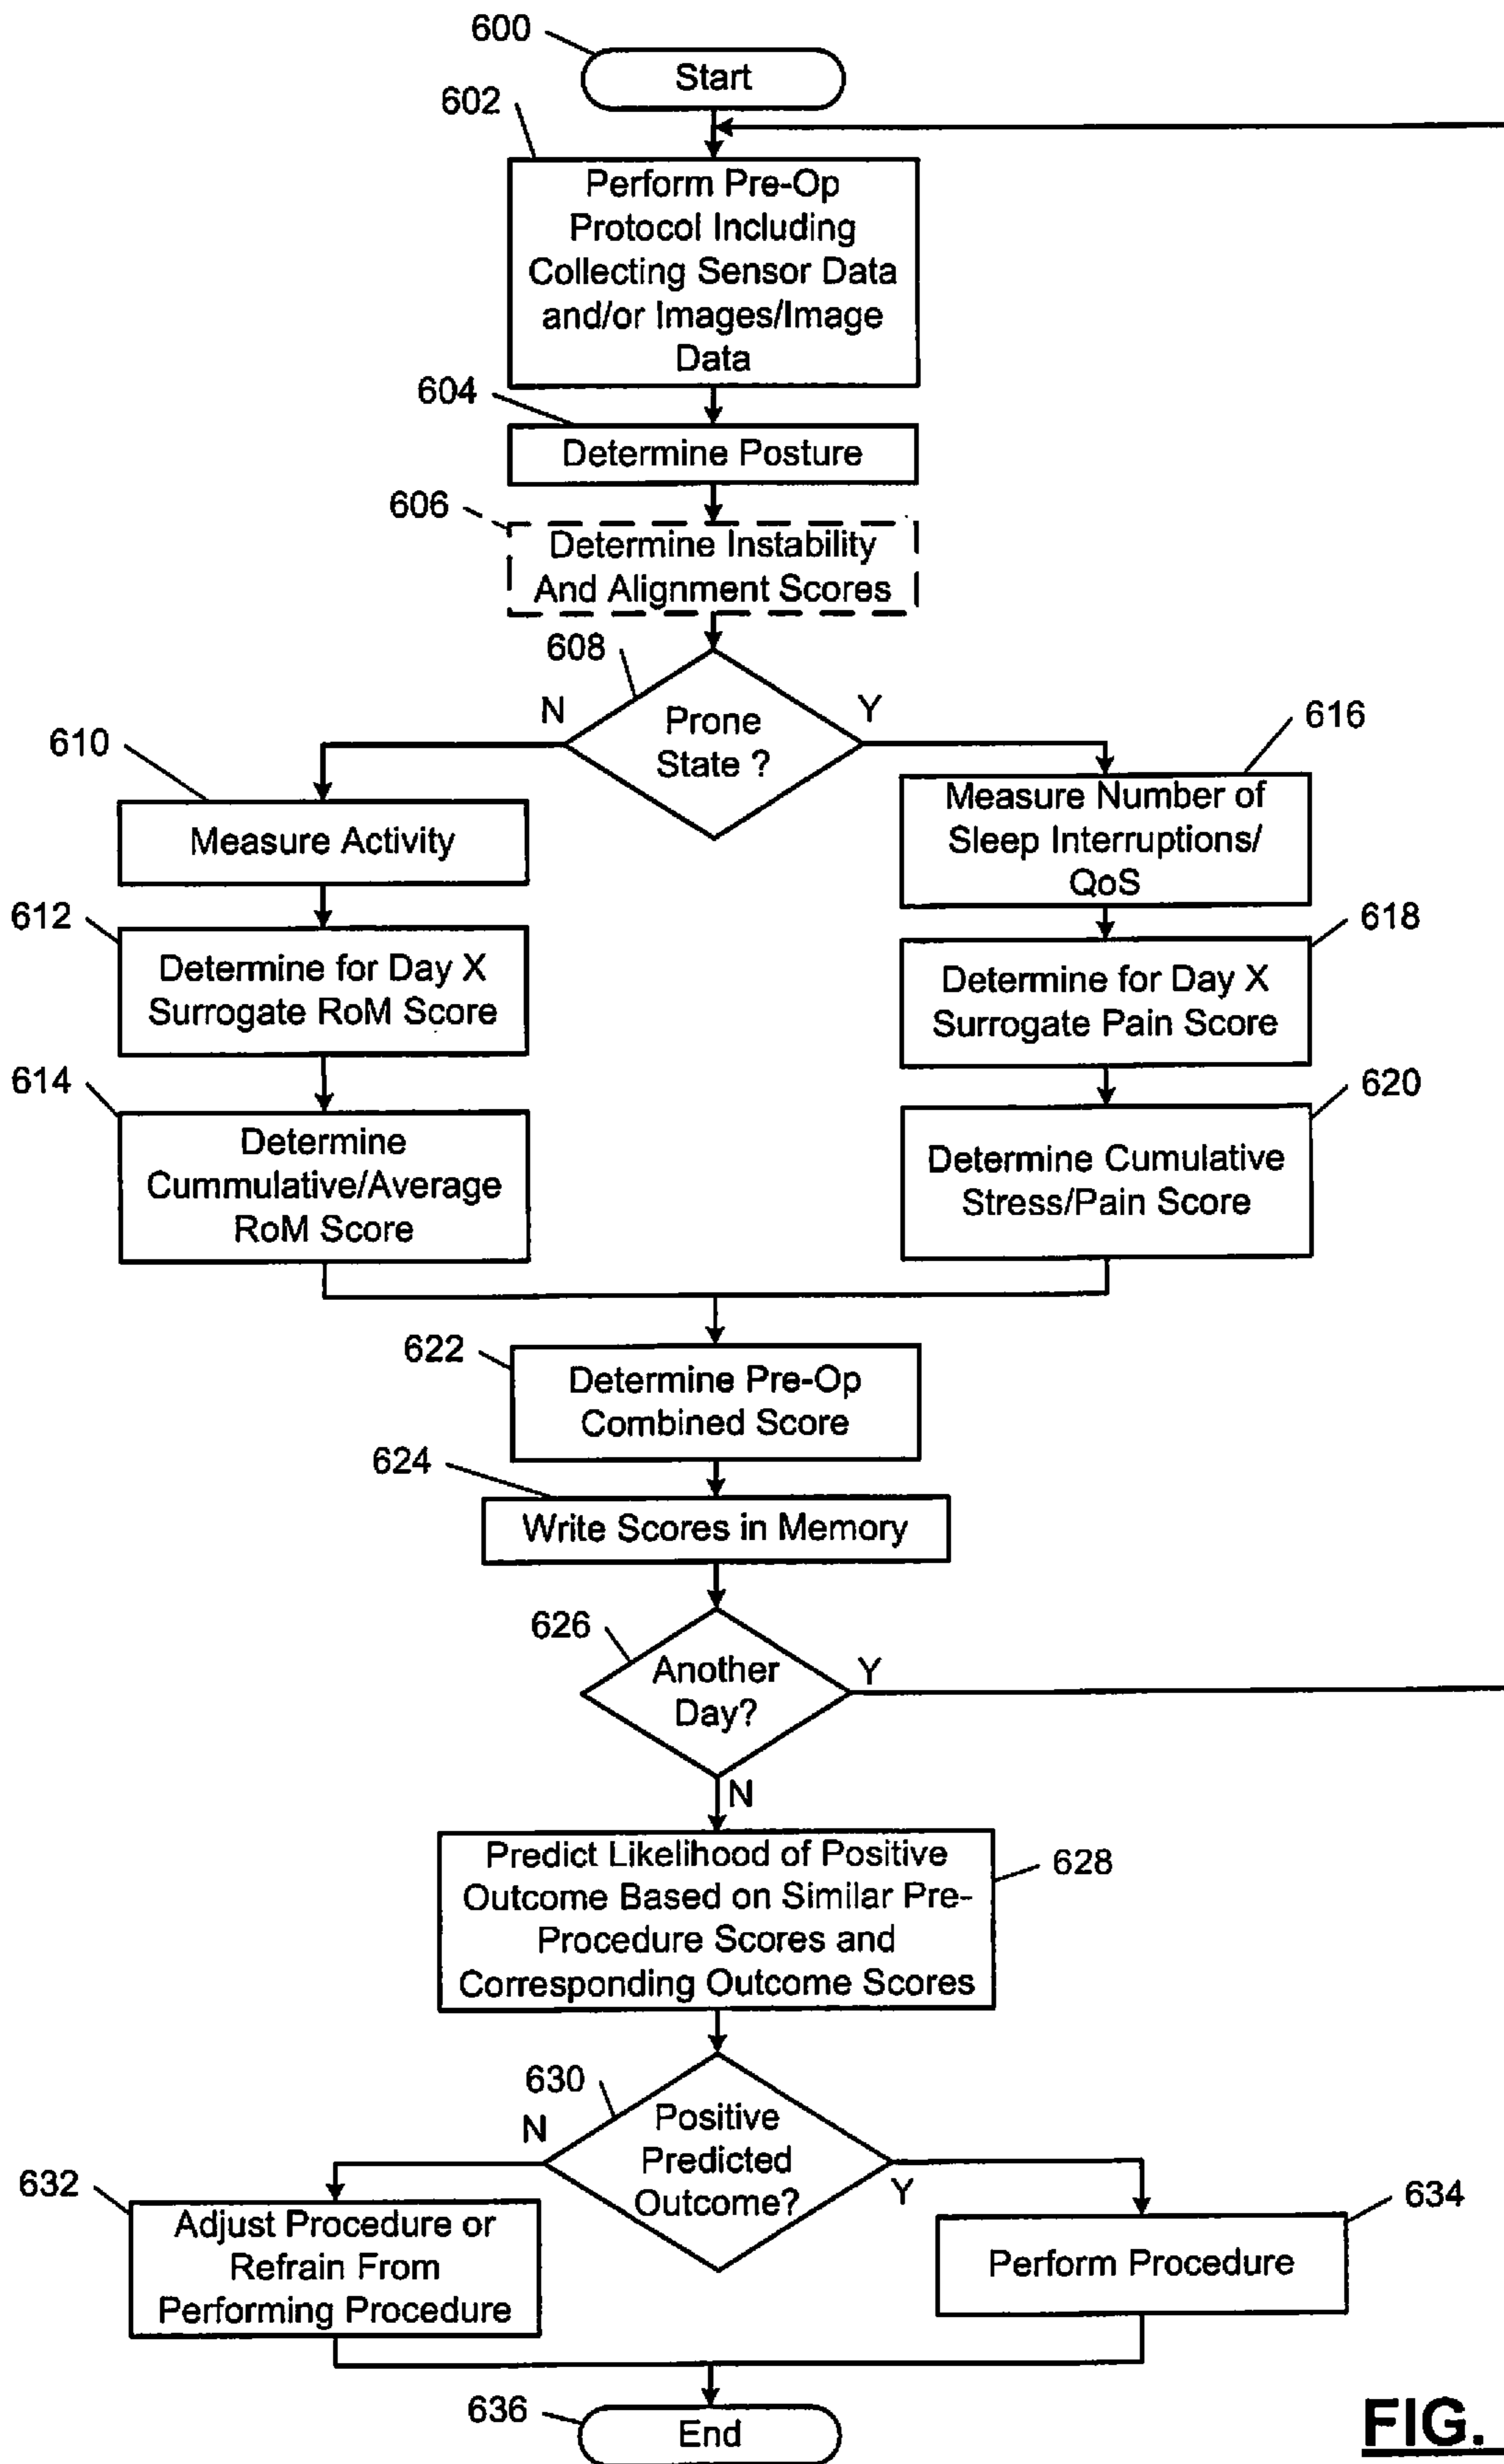 600
Start
602
Perform Pre-Op
Protocol Including
Collecting Sensor Data
and/or Images/Image
Data
604
Determine Posture
606
Determine Instability
And Alignment Scores
608
Prone
State ?
N
Y
610
Measure Activity
612
Determine for Day X
Surrogate RoM Score
614
Determine
Cummulative/Average
RoM Score
616
Measure Number of
Sleep Interruptions/
QoS
618
Determine for Day X
Surrogate Pain Score
620
Determine Cumulative
Stress/Pain Score
622
Determine Pre-Op
Combined Score
624
Write Scores in Memory
626
Another
Day?
Y
N
Predict Likelihood of Positive
Outcome Based on Similar Pre-
Procedure Scores and
Corresponding Outcome Scores
628
630
Positive
Predicted
Outcome?
N
Y
632
Adjust Procedure or
Refrain From
Performing Procedure
634
Perform Procedure
636
End
FIG.